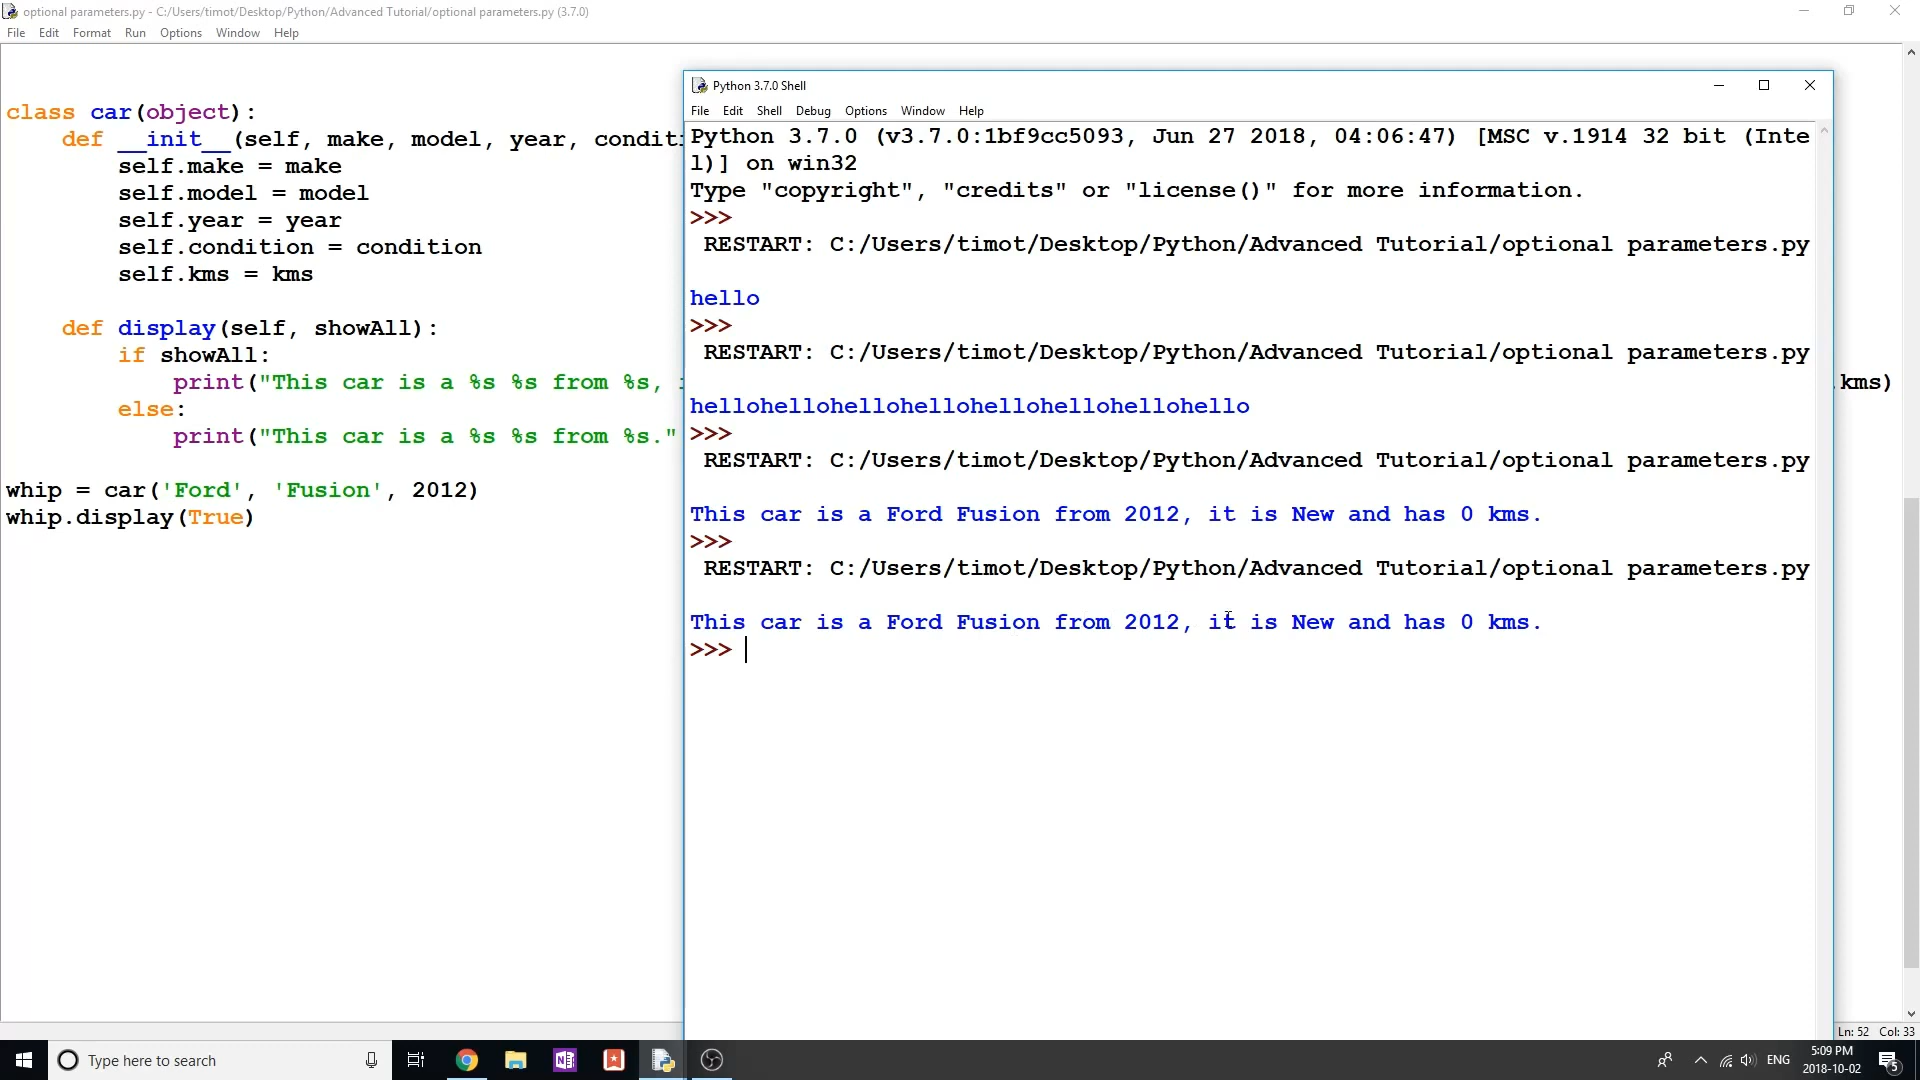 optional parameters.py - C:/Users/timot/Desktop/Python/Advanced Tutorial/optional parameters.py (3.7.0)
File Edit Format Run Options Window Help
class car(object):
def __init__(self, make, model, year, conditi
self.make = make
self.model = model
self.year = year
self.condition = condition
self.kms = kms
def display(self, showAll):
if showAll:
print("This car is a %s %s from %s, i
.kms)
else:
print("This car is a %s %s from %s."
whip = car('Ford', 'Fusion', 2012)
whip.display(True)
Python 3.7.0 Shell
File Edit Shell Debug Options Window Help
Python 3.7.0 (v3.7.0:1bf9cc5093, Jun 27 2018, 04:06:47) [MSC v.1914 32 bit (Inte
l)] on win32
Type "copyright", "credits" or "license()" for more information.
>>>
RESTART: C:/Users/timot/Desktop/Python/Advanced Tutorial/optional parameters.py
hello
>>>
RESTART: C:/Users/timot/Desktop/Python/Advanced Tutorial/optional parameters.py
hellohellohellohellohellohellohellohello
>>>
RESTART: C:/Users/timot/Desktop/Python/Advanced Tutorial/optional parameters.py
This car is a Ford Fusion from 2012, it is New and has 0 kms.
>>>
RESTART: C:/Users/timot/Desktop/Python/Advanced Tutorial/optional parameters.py
This car is a Ford Fusion from 2012, it is New and has 0 kms.
>>>
Ln: 52 Col: 33
Type here to search
ENG
5:09 PM
2018-10-02
5